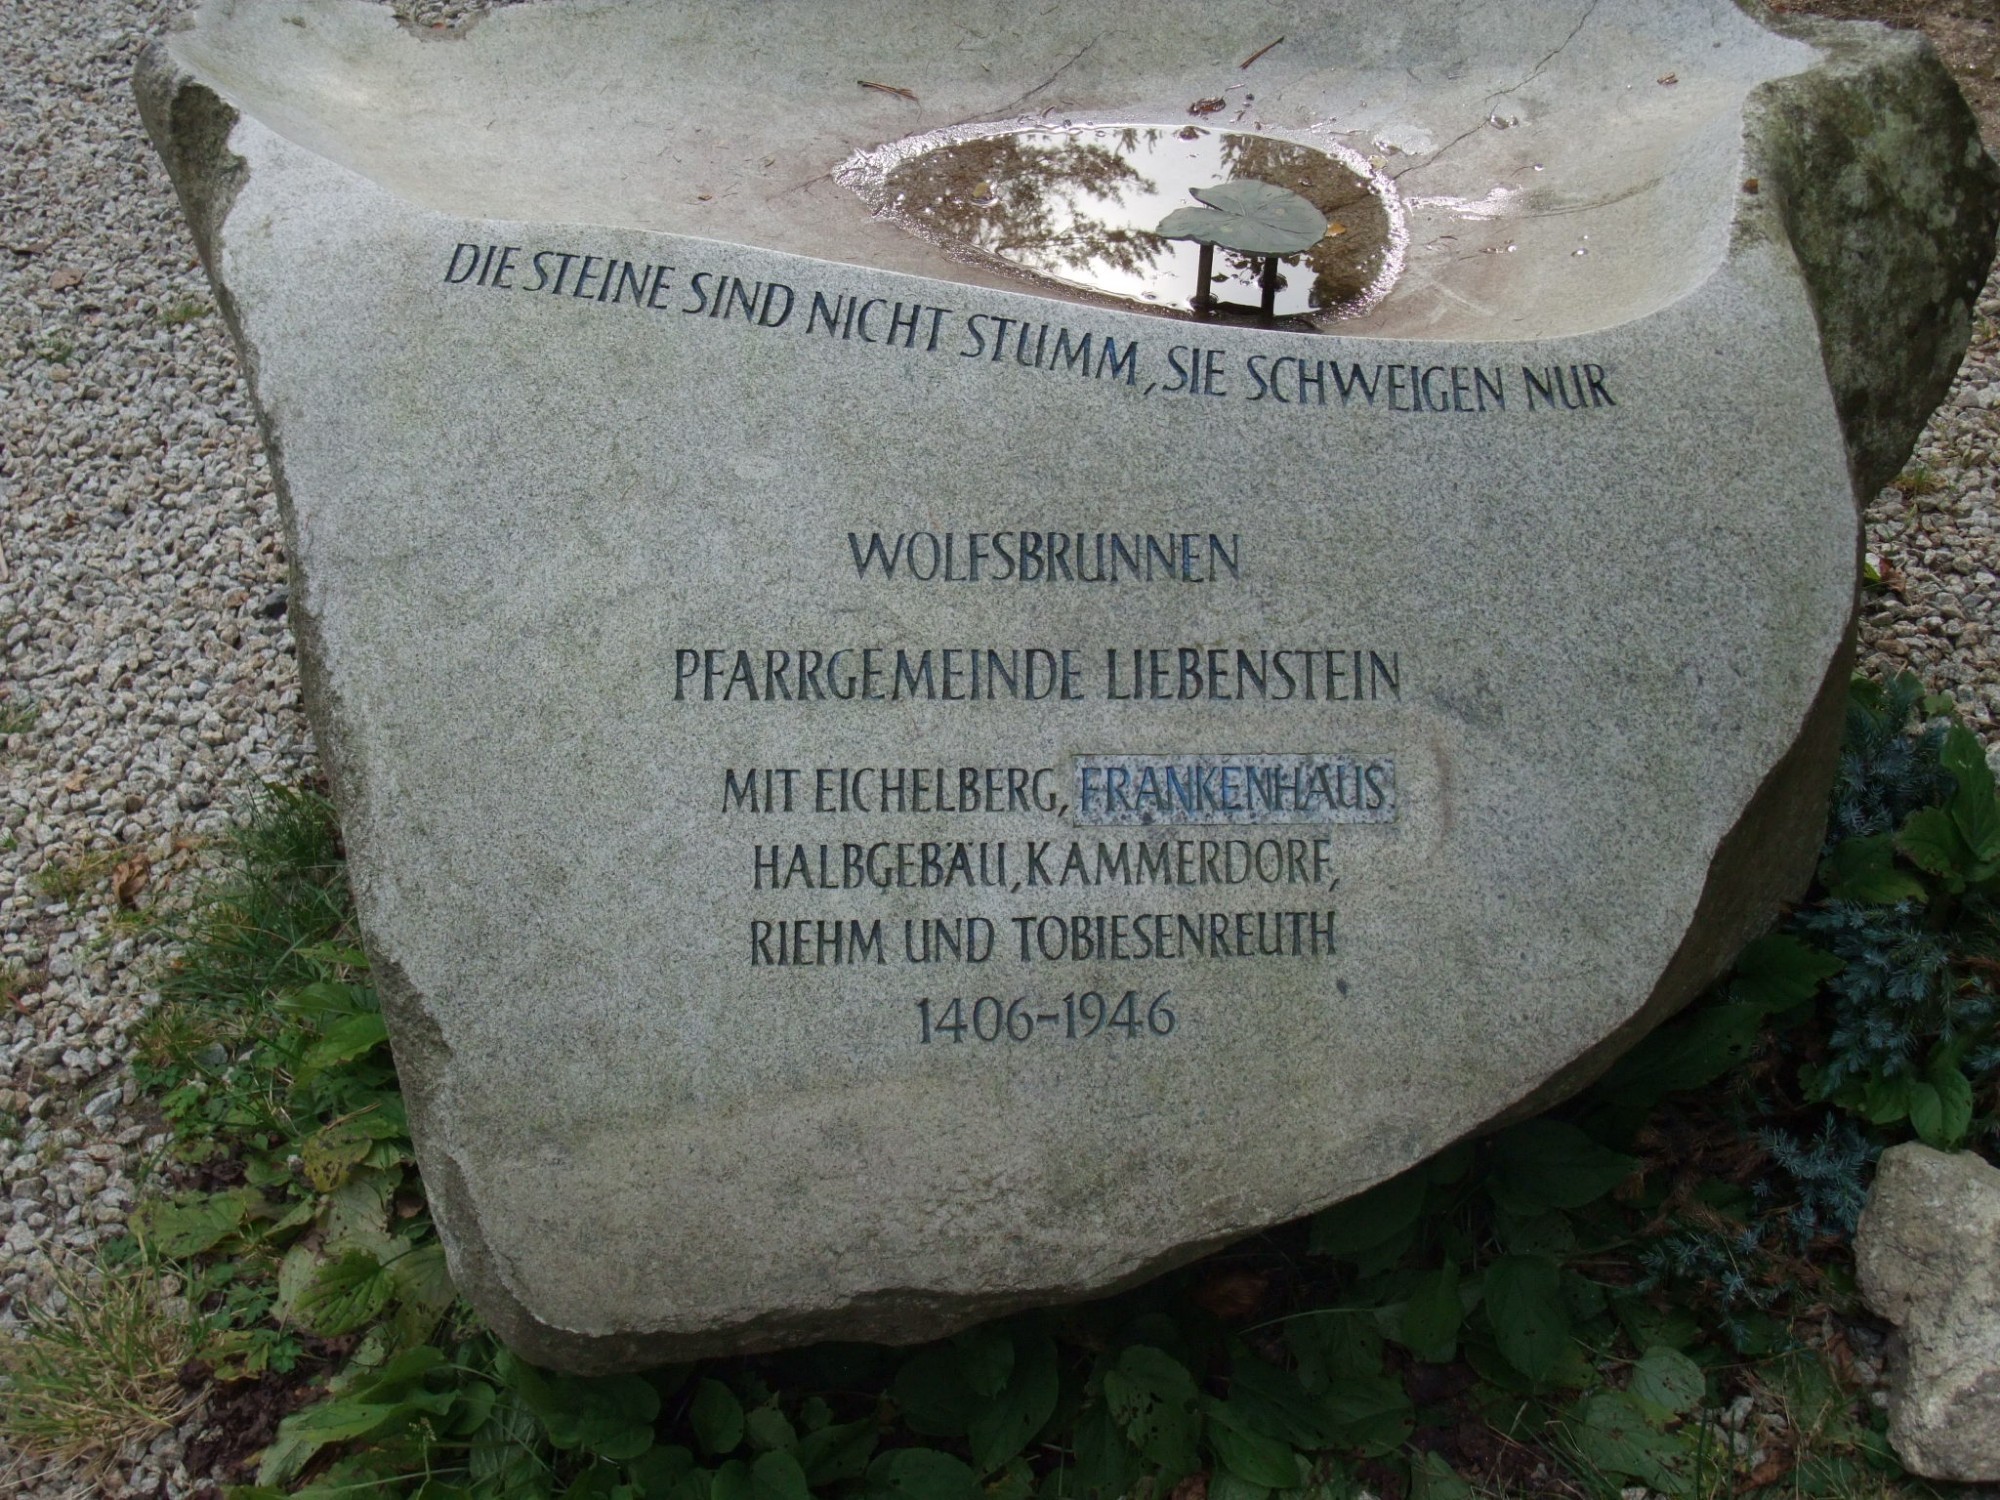 DIE STEINE SIND NICHT STUMM, SIE SCHWEIGEN NUR
WOLFSBRUNNEN
PFARRGEMEINDE LIEBENSTEIN
MIT EICHELBERG, FRANKENHAUS
HALBGEBÄU, KAMMERDORF,
RIEHM UND TOBIESENREUTH
1406-1946